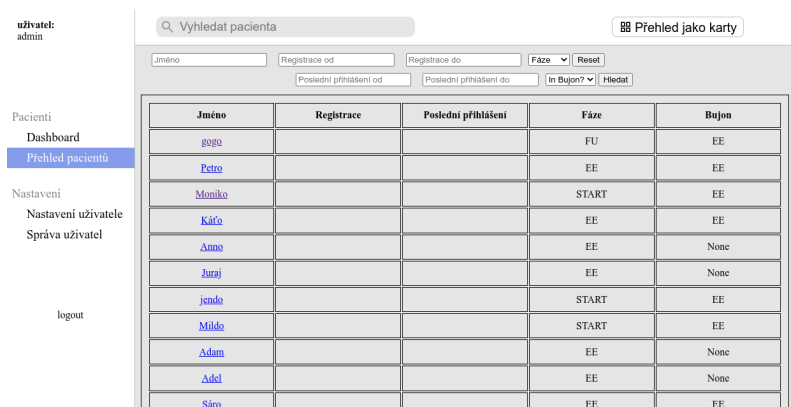 uživatel:
admin
Vyhledat pacienta
Přehled jako karty
Jméno Registrace od Registrace do Fáze Reset
Poslední přihlášení od Poslední přihlášení do In Bujon? Hledat
Pacienti
Dashboard
Přehled pacientů
Nastavení
Nastavení uživatele
Správa uživatel
logout
Jméno Registrace Poslední přihlášení Fáze Bujon
gogo FU EE
Petro EE EE
Moniko START EE
Káťo EE EE
Anno EE None
Juraj EE None
jendo START EE
Mildo START EE
Adam EE None
Adel EE None
Sáro EE EE